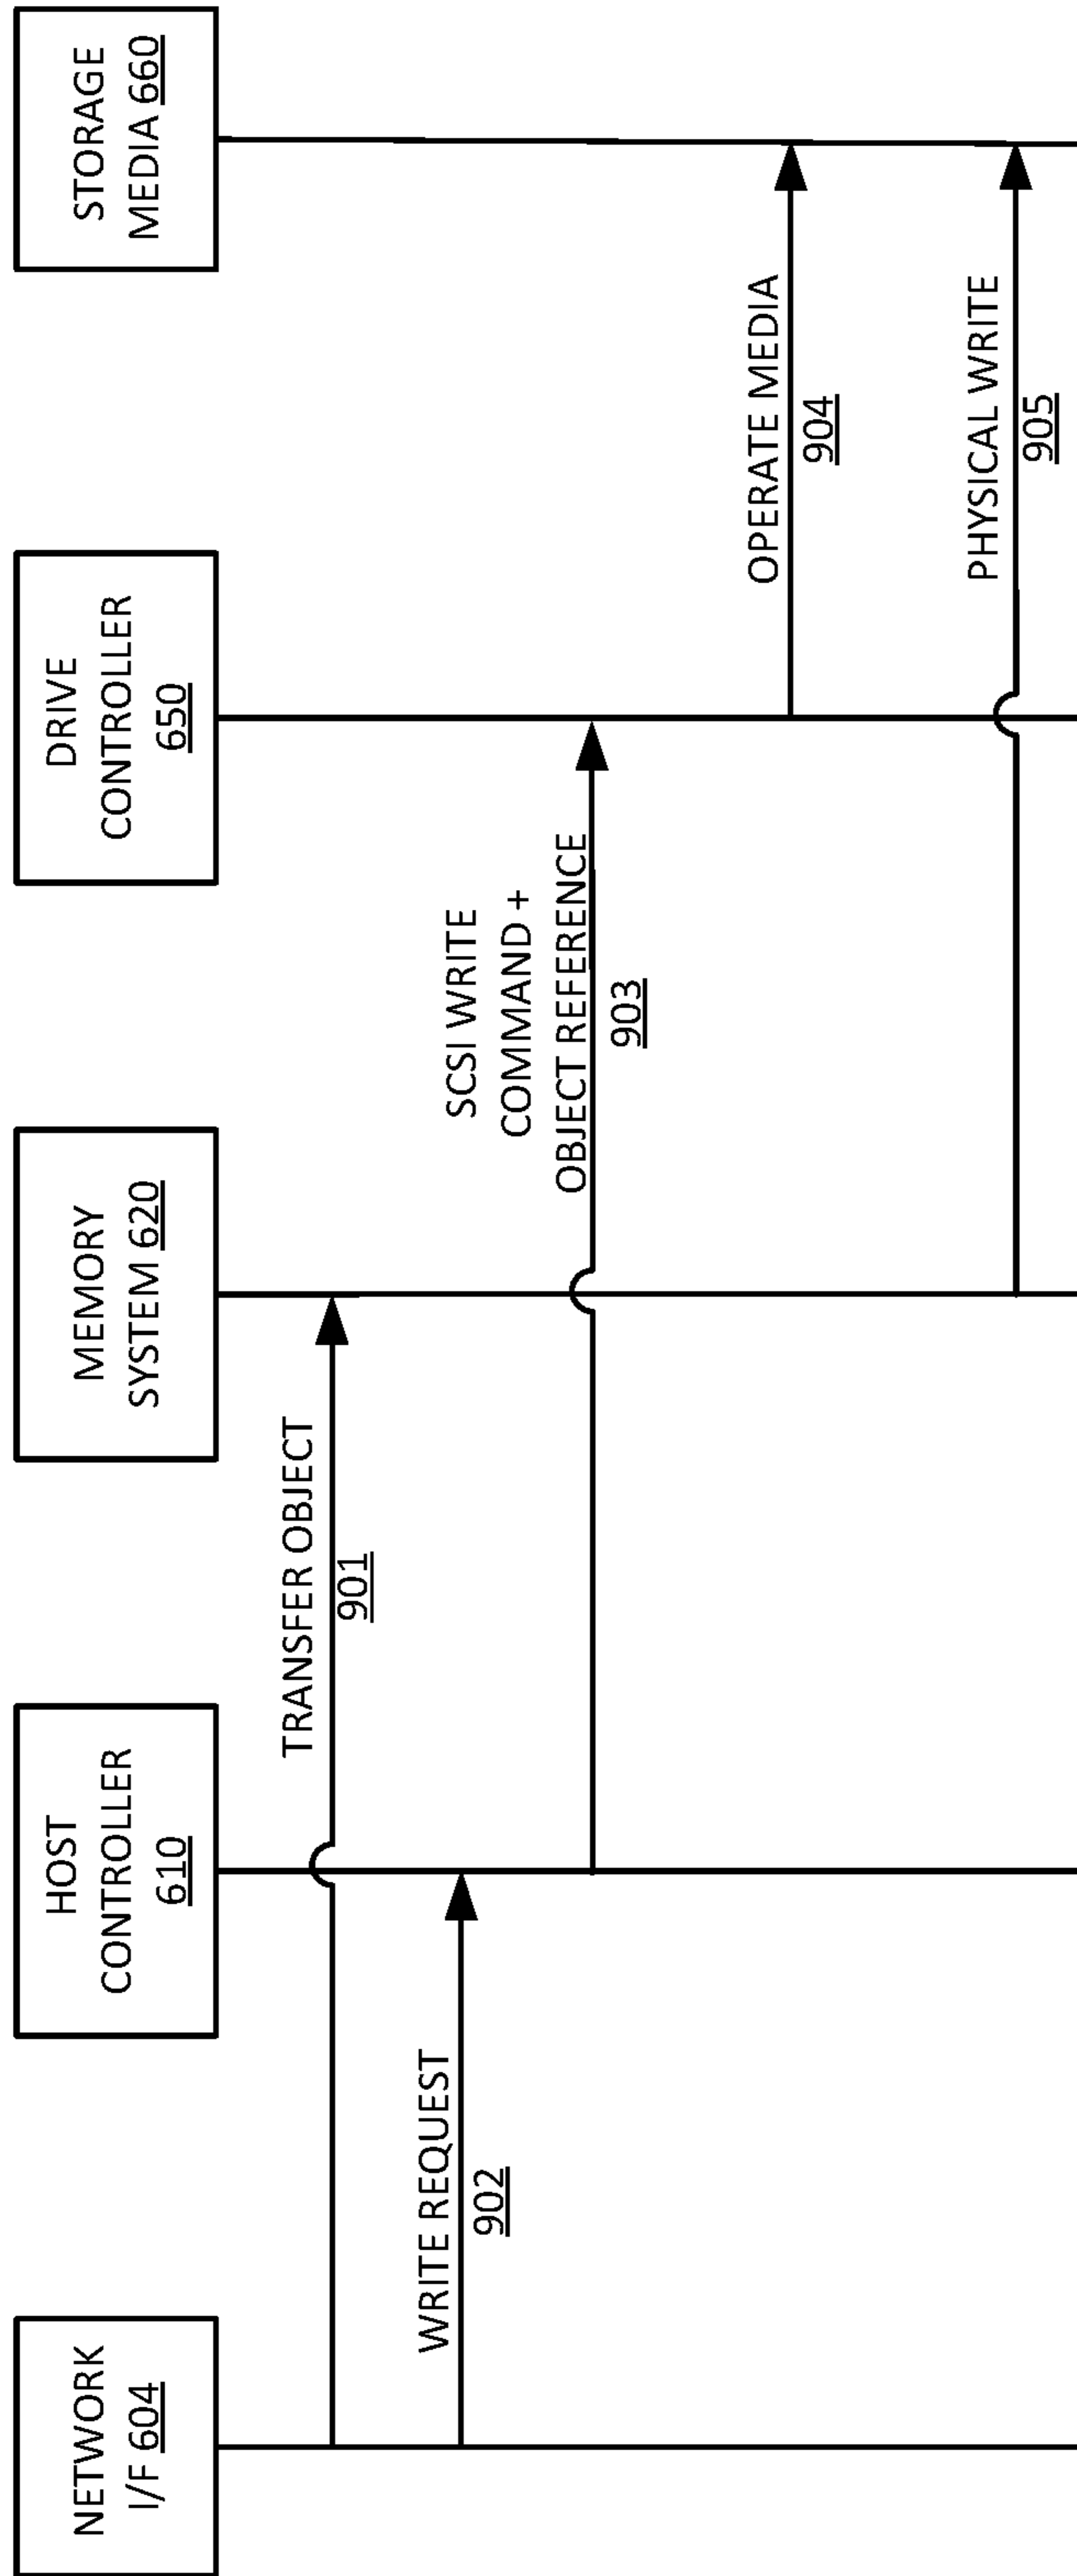 NETWORK
I/F 604
HOST
CONTROLLER
610
MEMORY
SYSTEM 620
DRIVE
CONTROLLER
650
STORAGE
MEDIA 660
TRANSFER OBJECT
901
WRITE REQUEST
902
SCSI WRITE
COMMAND +
OBJECT REFERENCE
903
OPERATE MEDIA
904
PHYSICAL WRITE
905